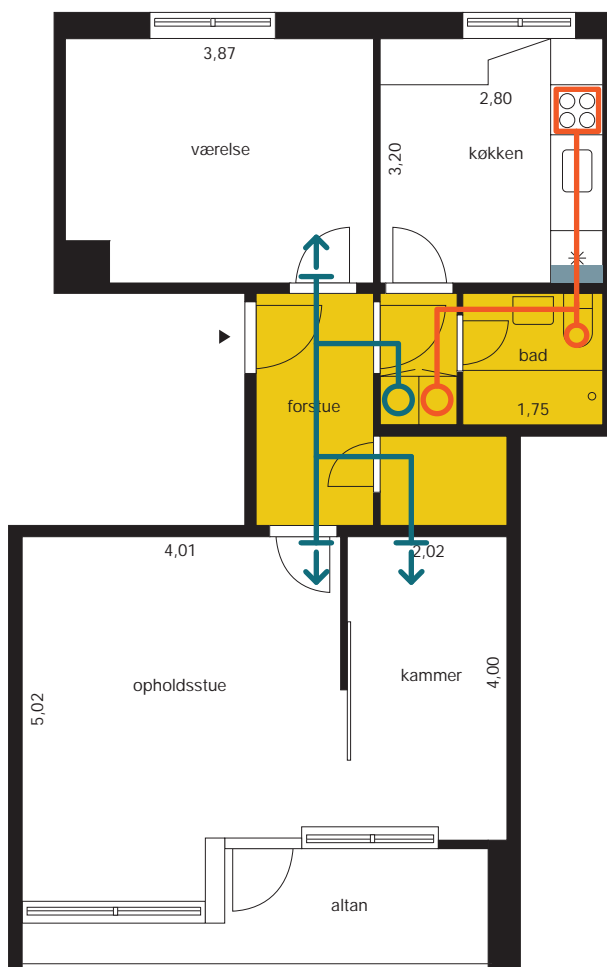 3,87
værelse
2,80
3,20
køkken
bad
forstue
1,75
4,01
2,02
opholdsstue
kammer
4,00
5,02
altan